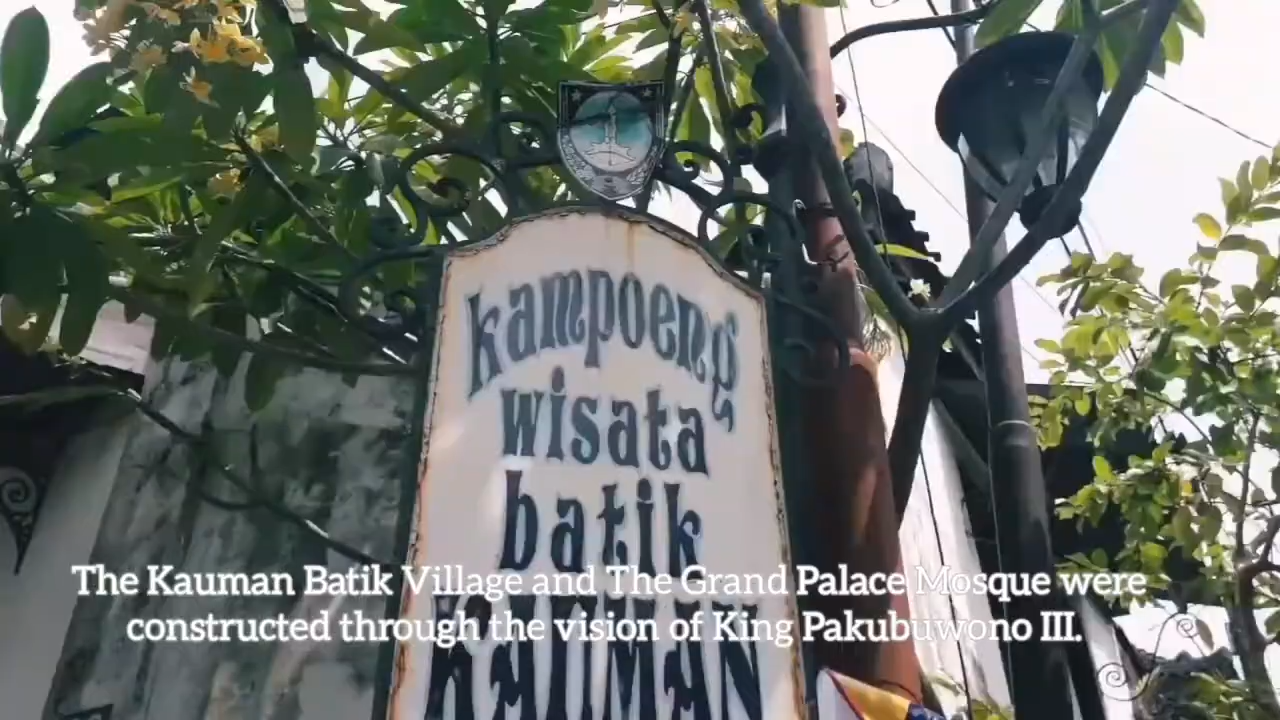 kampoeng
wisata
batik
KAUMAN
The Kauman Batik Village and The Grand Palace Mosque were
constructed through the vision of King Pakubuwono III.